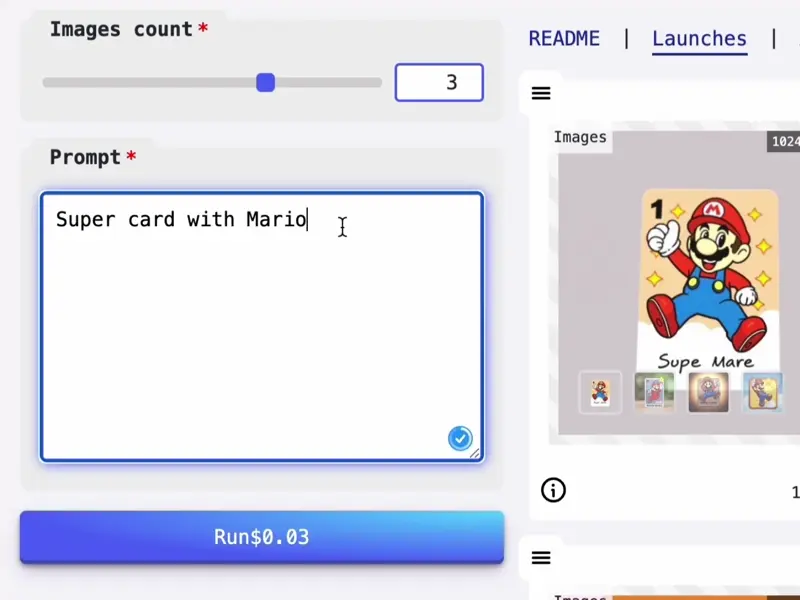 Images count*
3
Prompt*
Super card with Mario
Run$0.03
README | Launches |
Images
1024
1
M
Supe Mare
1
Images